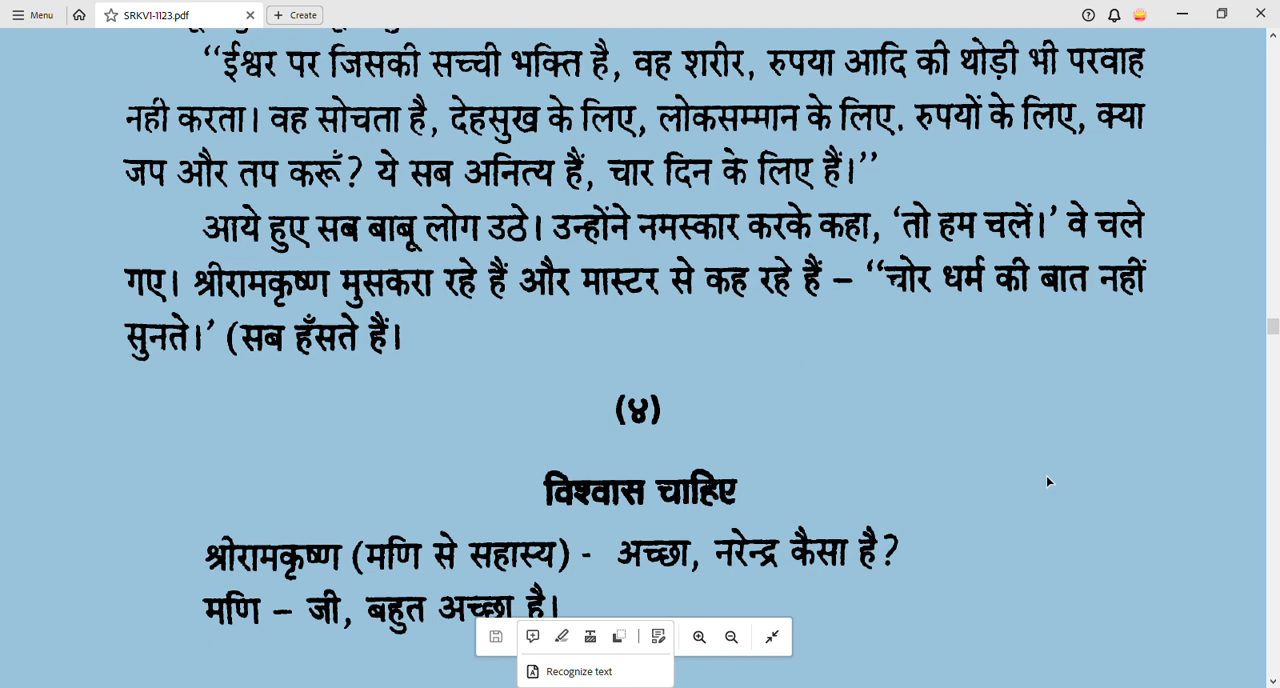 Menu
SRKV1-1123.pdf
Create
“ईश्वर पर जिसकी सच्ची भक्ति है, वह शरीर, रुपया आदि की थोड़ी भी परवाह
नही करता। वह सोचता है, देहसुख के लिए, लोकसम्मान के लिए. रुपयों के लिए, क्या
जप और तप करूँ? ये सब अनित्य हैं, चार दिन के लिए हैं।”
आये हुए सब बाबू लोग उठे। उन्होंने नमस्कार करके कहा, ‘तो हम चलें।’ वे चले
गए। श्रीरामकृष्ण मुसकरा रहे हैं और मास्टर से कह रहे हैं – “चोर धर्म की बात नहीं
सुनते।’ (सब हँसते हैं।
(४)
विश्वास चाहिए
श्रीरामकृष्ण (मणि से सहास्य) - अच्छा, नरेन्द्र कैसा है?
मणि – जी, बहुत अच्छा है।
Recognize text